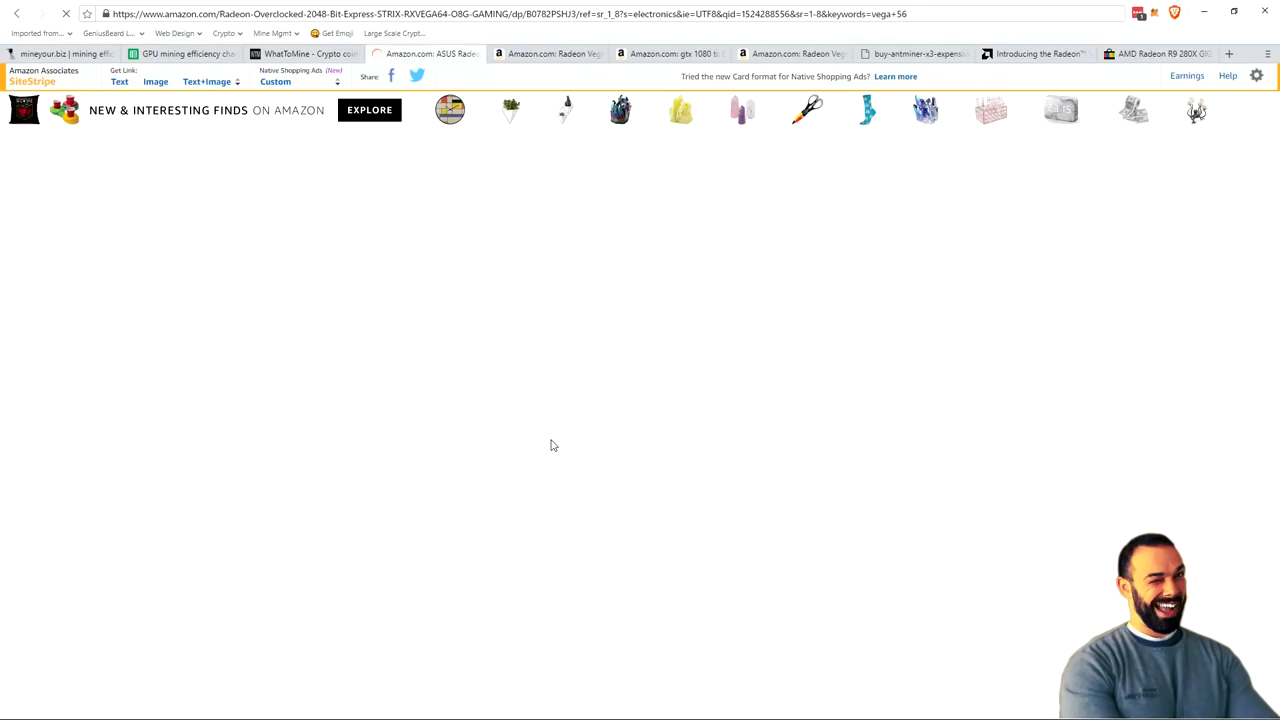 https://www.amazon.com/Radeon-Overclocked-2048-Bit-Express-STRIX-RXVEGA64-O8G-GAMING/dp/B0782PSHJ3/ref=sr_1_8?s=electronics&ie=UTF8&qid=1524288556&sr=1-8&keywords=vega+56
Imported from... GeniusBeard L... Web Design Crypto Mine Mgmt Get Emoji Large Scale Crypt...
mineyour.biz | mining effic GPU mining efficiency cha WhatToMine - Crypto coin Amazon.com: ASUS Rade Amazon.com: Radeon Veg Amazon.com: gtx 1080 ti: Amazon.com: Radeon Veg buy-antminer-x3-expensi Introducing the Radeon™ AMD Radeon R9 280X GIG
Amazon Associates
SiteStripe
Get Link:
Text Image Text+Image
Native Shopping Ads (New)
Custom
Share:
Tried the new Card format for Native Shopping Ads? Learn more
Earnings Help
NEW & INTERESTING FINDS ON AMAZON EXPLORE